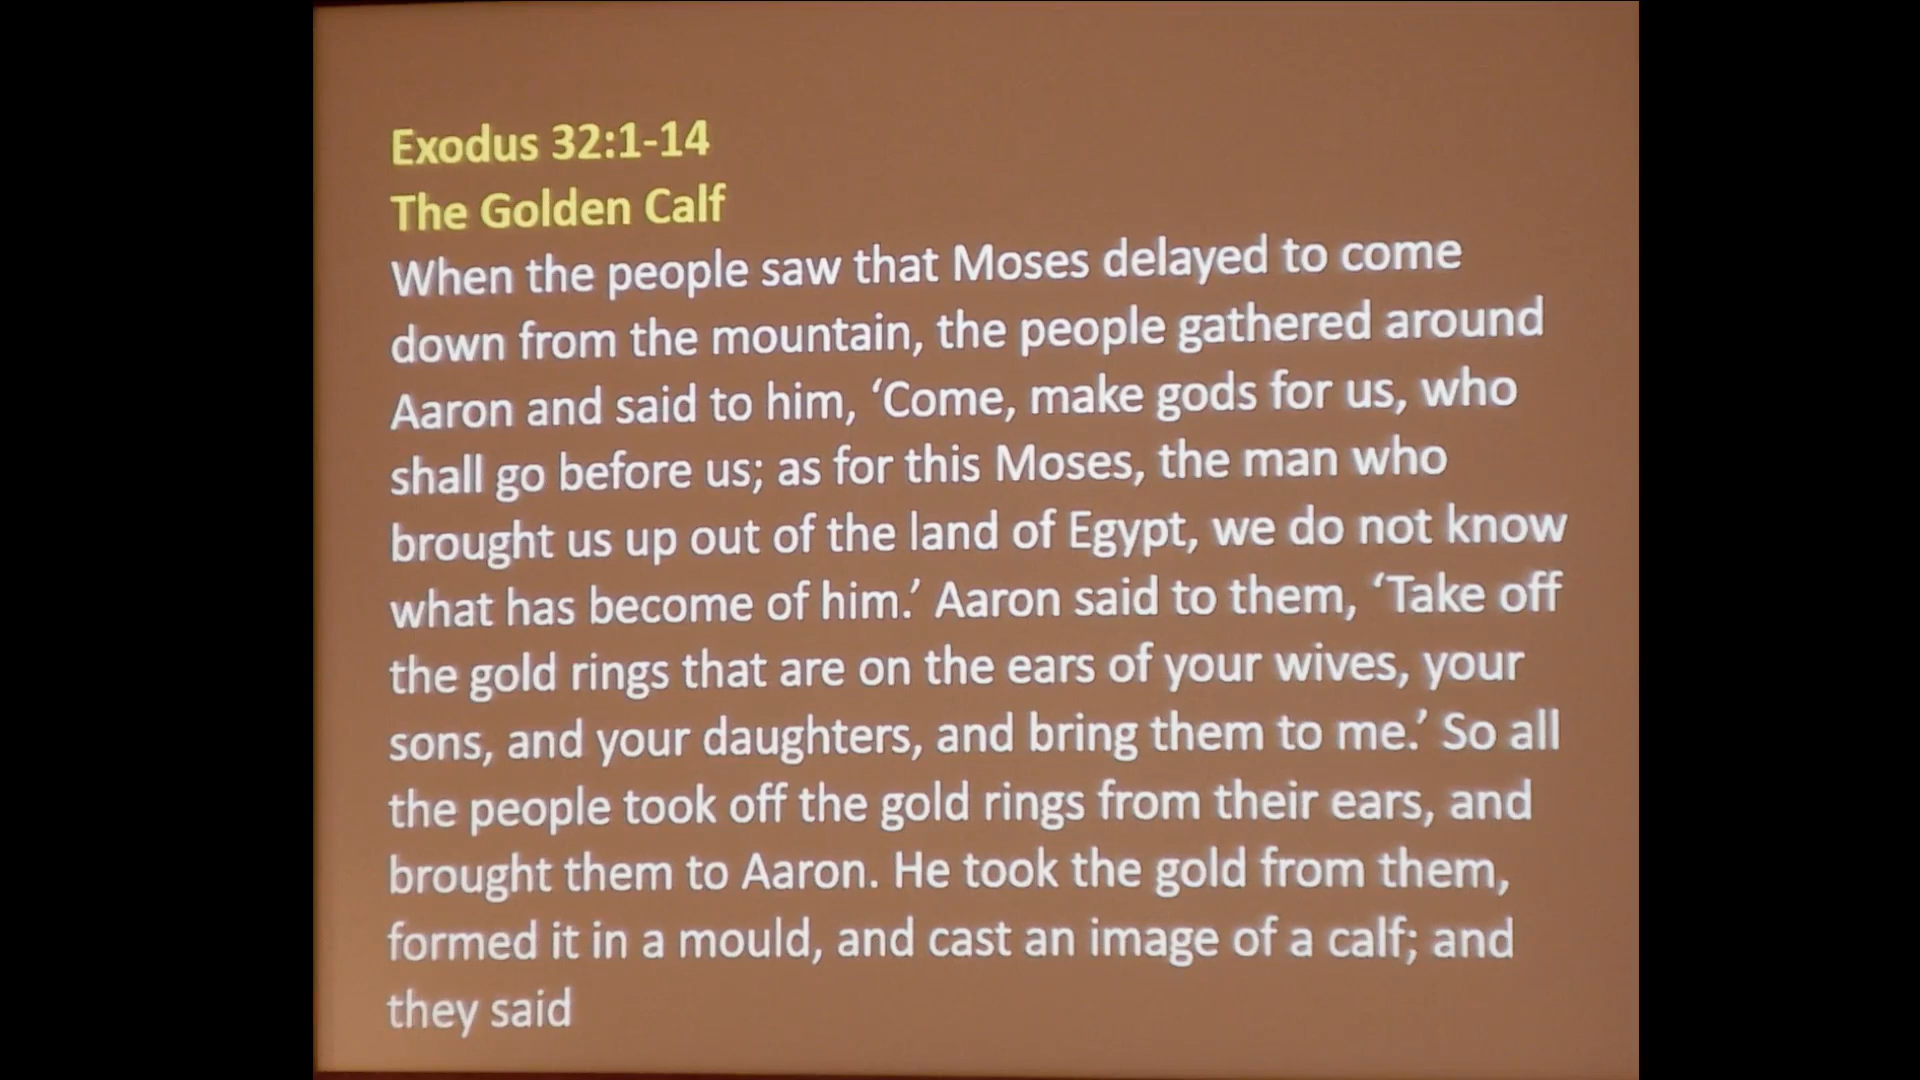 Exodus 32:1-14
The Golden Calf
When the people saw that Moses delayed to come
down from the mountain, the people gathered around
Aaron and said to him, ‘Come, make gods for us, who
shall go before us; as for this Moses, the man who
brought us up out of the land of Egypt, we do not know
what has become of him.’ Aaron said to them, ‘Take off
the gold rings that are on the ears of your wives, your
sons, and your daughters, and bring them to me.’ So all
the people took off the gold rings from their ears, and
brought them to Aaron. He took the gold from them,
formed it in a mould, and cast an image of a calf; and
they said